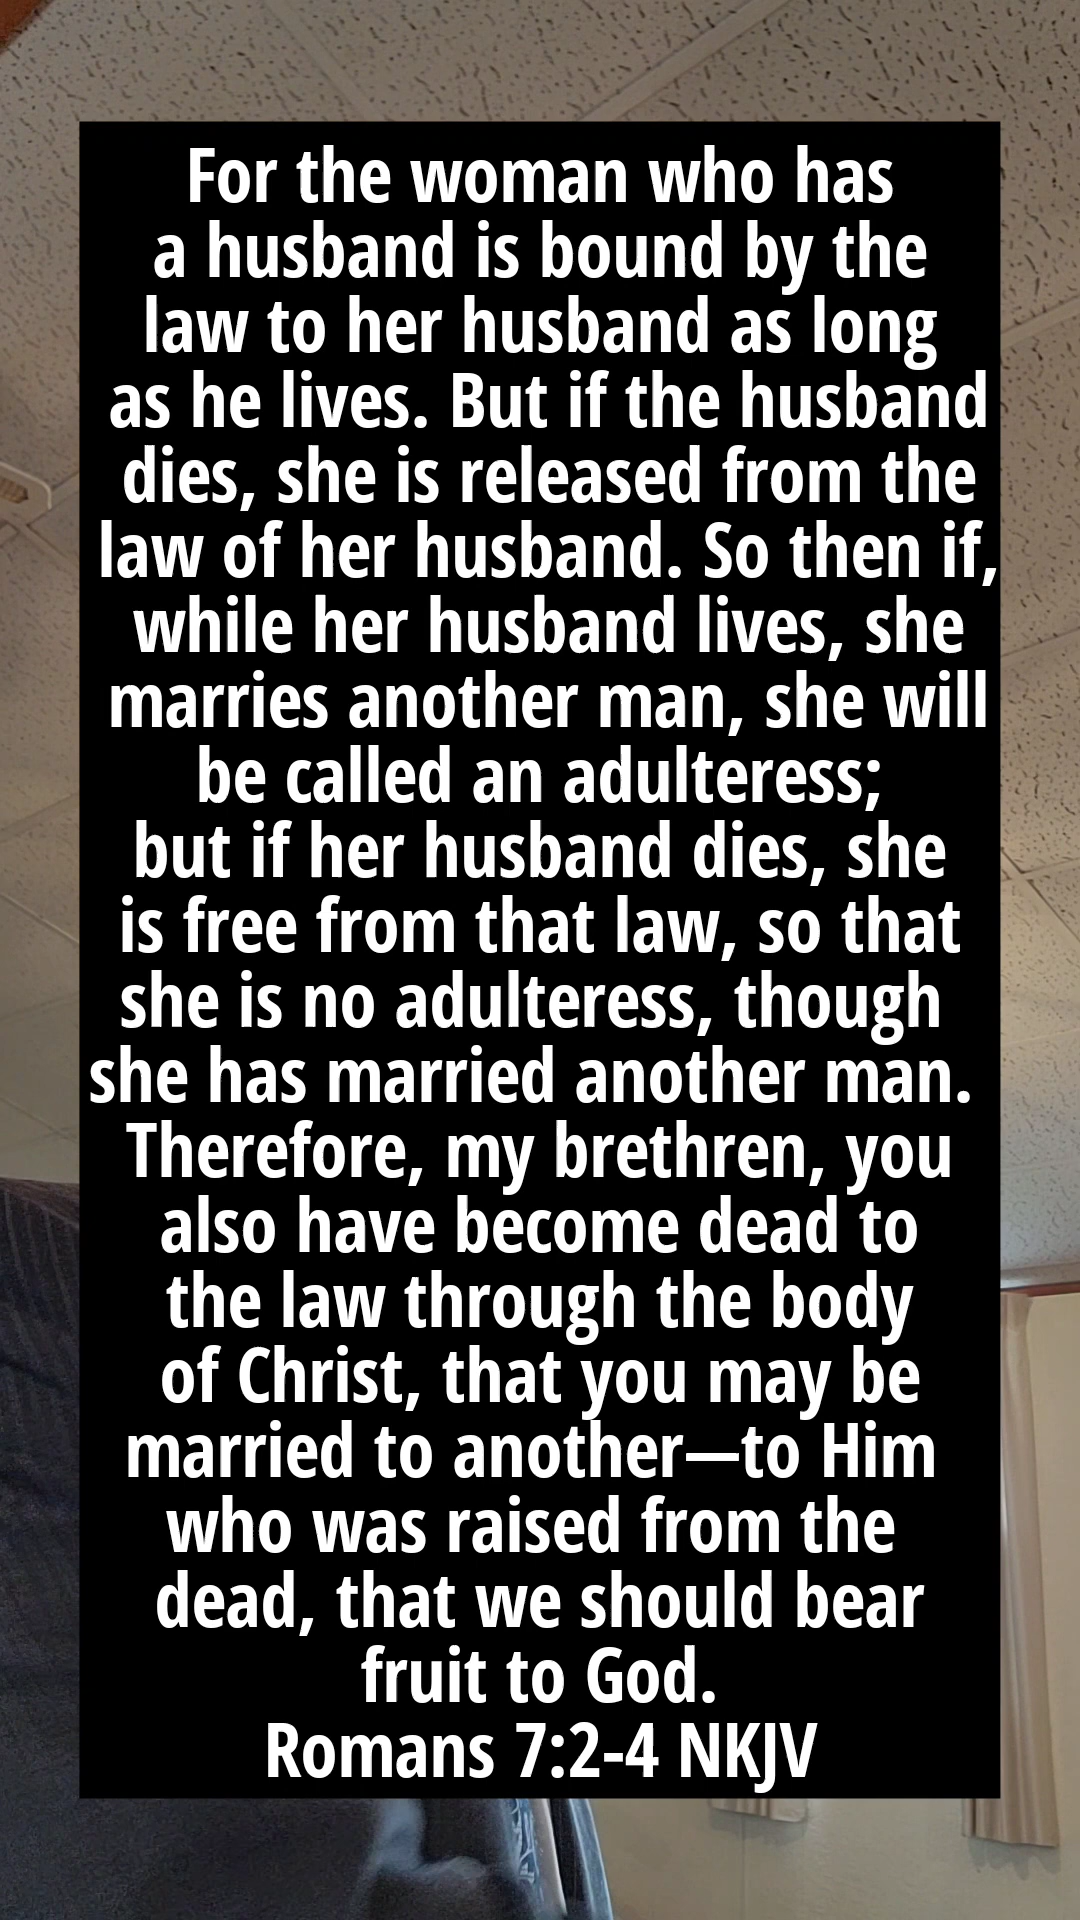 For the woman who has
a husband is bound by the
law to her husband as long
as he lives. But if the husband
dies, she is released from the
law of her husband. So then if,
while her husband lives, she
marries another man, she will
be called an adulteress;
but if her husband dies, she
is free from that law, so that
she is no adulteress, though
she has married another man.
Therefore, my brethren, you
also have become dead to
the law through the body
of Christ, that you may be
married to another—to Him
who was raised from the
dead, that we should bear
fruit to God.
Romans 7:2-4 NKJV